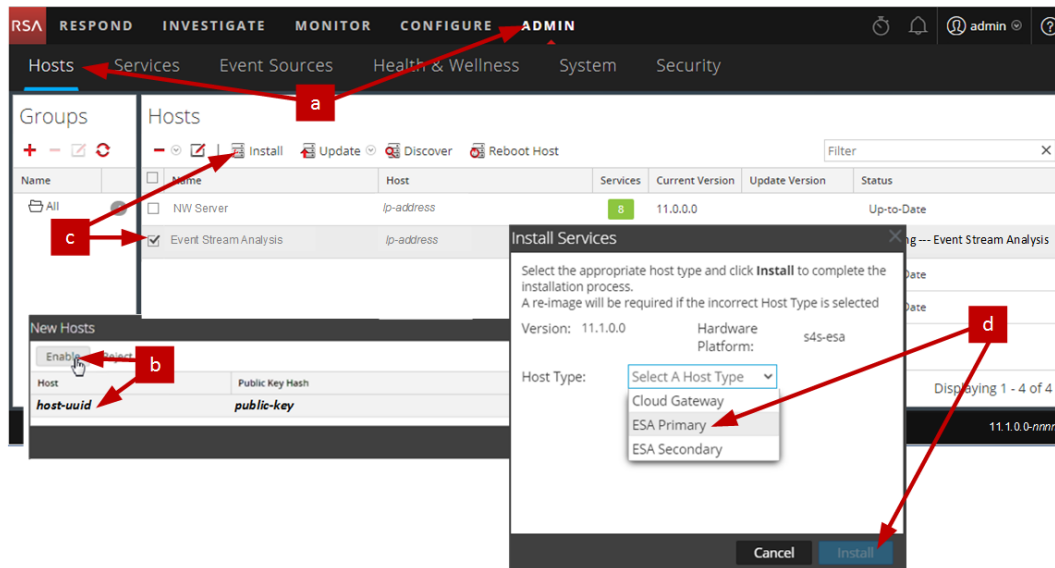 RSA RESPOND INVESTIGATE MONITOR CONFIGURE ADMIN admin
Hosts Services Event Sources Health & Wellness System Security
a
Groups Hosts
Install Update Discover Reboot Host Filter X
Name Name Host Services Current Version Update Version Status
All NW Server Ip-address 8 11.0.0.0 Up-to-Date
c Event Stream Analysis Ip-address ng --- Event Stream Analysis
Install Services
Select the appropriate host type and click Install to complete the
installation process.
A re-image will be required if the incorrect Host Type is selected
Date
Date
Version: 11.1.0.0 Hardware Platform: s4s-esa
d
New Hosts
Enable Reject
b
Host Public Key Hash
host-uuid public-key
Host Type: Select A Host Type
Cloud Gateway
ESA Primary
ESA Secondary
Displaying 1 - 4 of 4
11.1.0.0-nnnn
Cancel Install